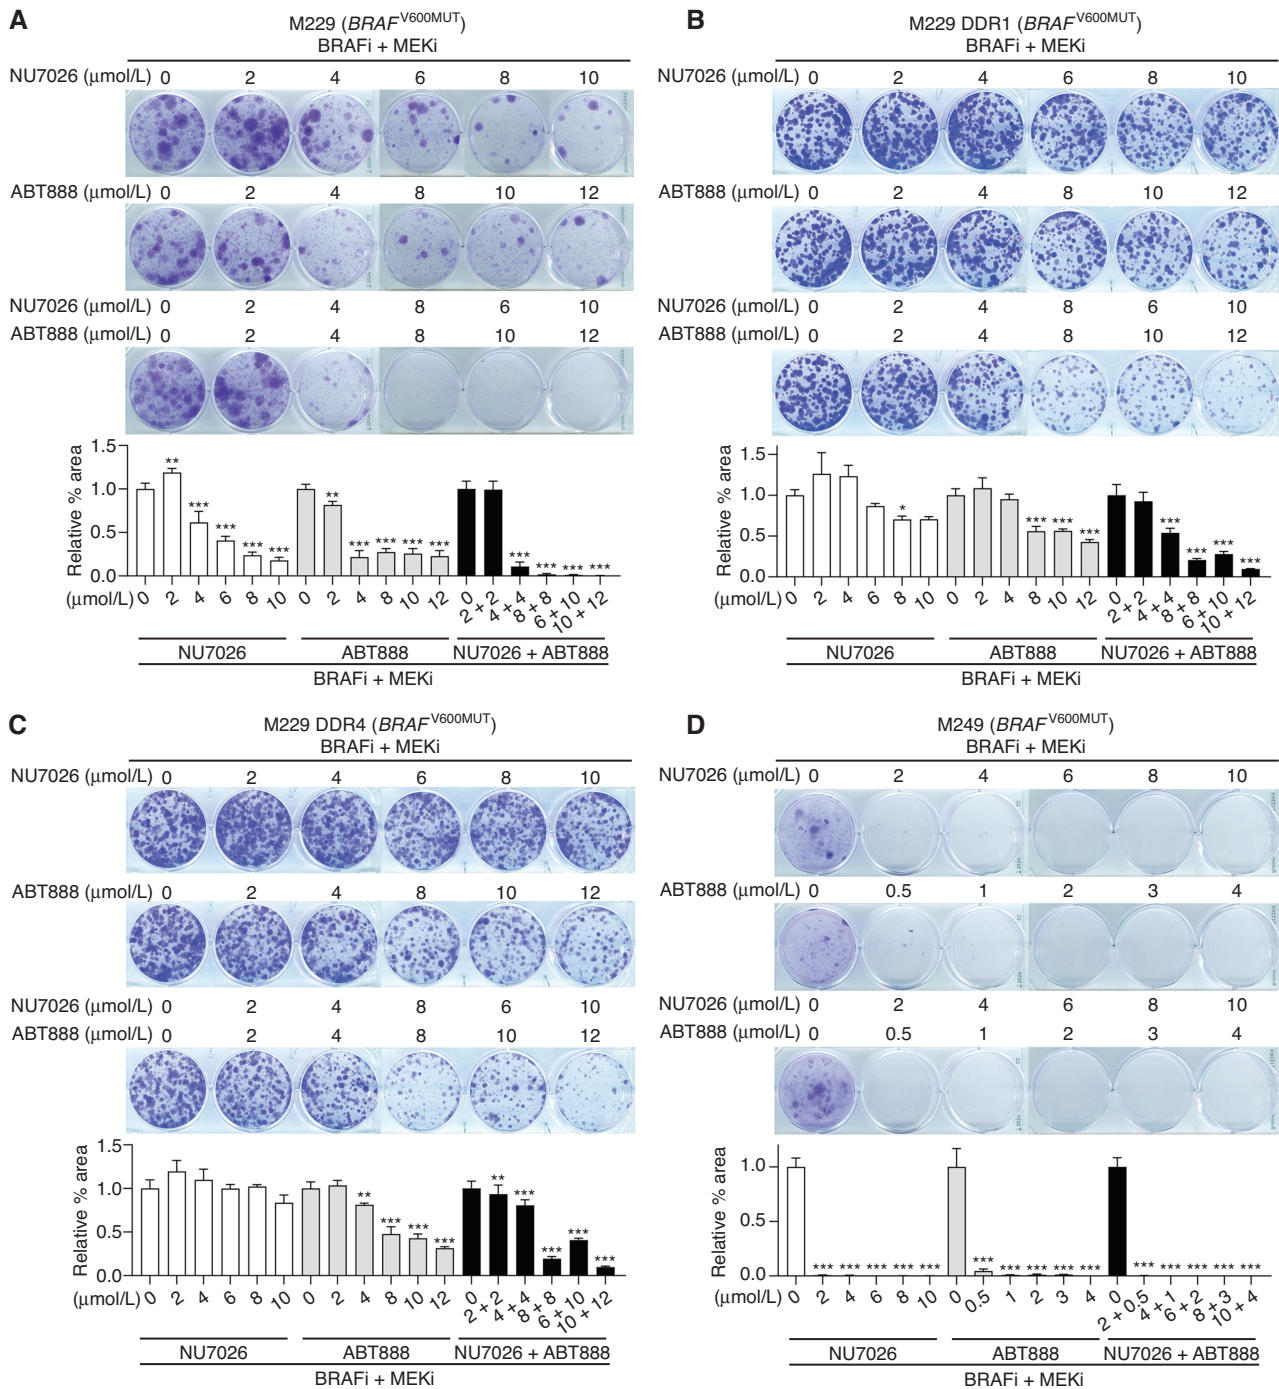 A
M229 (BRAF V600MUT)
BRAFi + MEKi
NU7026 (μmol/L) 0 2 4 6 8 10
ABT888 (μmol/L) 0 2 4 8 10 12
NU7026 (μmol/L) 0 2 4 8 6 10
ABT888 (μmol/L) 0 2 4 8 10 12
Relative % area
1.5
1.0
0.5
0.0
** *** *** *** ***
** *** *** *** ***
*** *** *** ***
(μmol/L) 0 2 4 6 8 10 0 2 4 8 10 12 0 2 + 2 4 + 4 8 + 8 6 + 10 10 + 12
NU7026 ABT888 NU7026 + ABT888
BRAFi + MEKi
B
M229 DDR1 (BRAF V600MUT)
BRAFi + MEKi
NU7026 (μmol/L) 0 2 4 6 8 10
ABT888 (μmol/L) 0 2 4 8 10 12
NU7026 (μmol/L) 0 2 4 8 6 10
ABT888 (μmol/L) 0 2 4 8 10 12
Relative % area
1.5
1.0
0.5
0.0
*
*** *** ***
*** *** *** ***
(μmol/L) 0 2 4 6 8 10 0 2 4 8 10 12 0 2 + 2 4 + 4 8 + 8 6 + 10 10 + 12
NU7026 ABT888 NU7026 + ABT888
BRAFi + MEKi
C
M229 DDR4 (BRAF V600MUT)
BRAFi + MEKi
NU7026 (μmol/L) 0 2 4 6 8 10
ABT888 (μmol/L) 0 2 4 8 10 12
NU7026 (μmol/L) 0 2 4 8 6 10
ABT888 (μmol/L) 0 2 4 8 10 12
Relative % area
1.5
1.0
0.5
0.0
** *** *** ***
** *** *** *** ***
(μmol/L) 0 2 4 6 8 10 0 2 4 8 10 12 0 2 + 2 4 + 4 8 + 8 6 + 10 10 + 12
NU7026 ABT888 NU7026 + ABT888
BRAFi + MEKi
D
M249 (BRAF V600MUT)
BRAFi + MEKi
NU7026 (μmol/L) 0 2 4 6 8 10
ABT888 (μmol/L) 0 0.5 1 2 3 4
NU7026 (μmol/L) 0 2 4 6 8 10
ABT888 (μmol/L) 0 0.5 1 2 3 4
Relative % area
1.0
0.5
0.0
*** *** *** *** ***
*** *** *** *** ***
*** *** *** *** ***
(μmol/L) 0 2 4 6 8 10 0 0.5 1 2 3 4 0 2 + 0.5 4 + 1 6 + 2 8 + 3 10 + 4
NU7026 ABT888 NU7026 + ABT888
BRAFi + MEKi